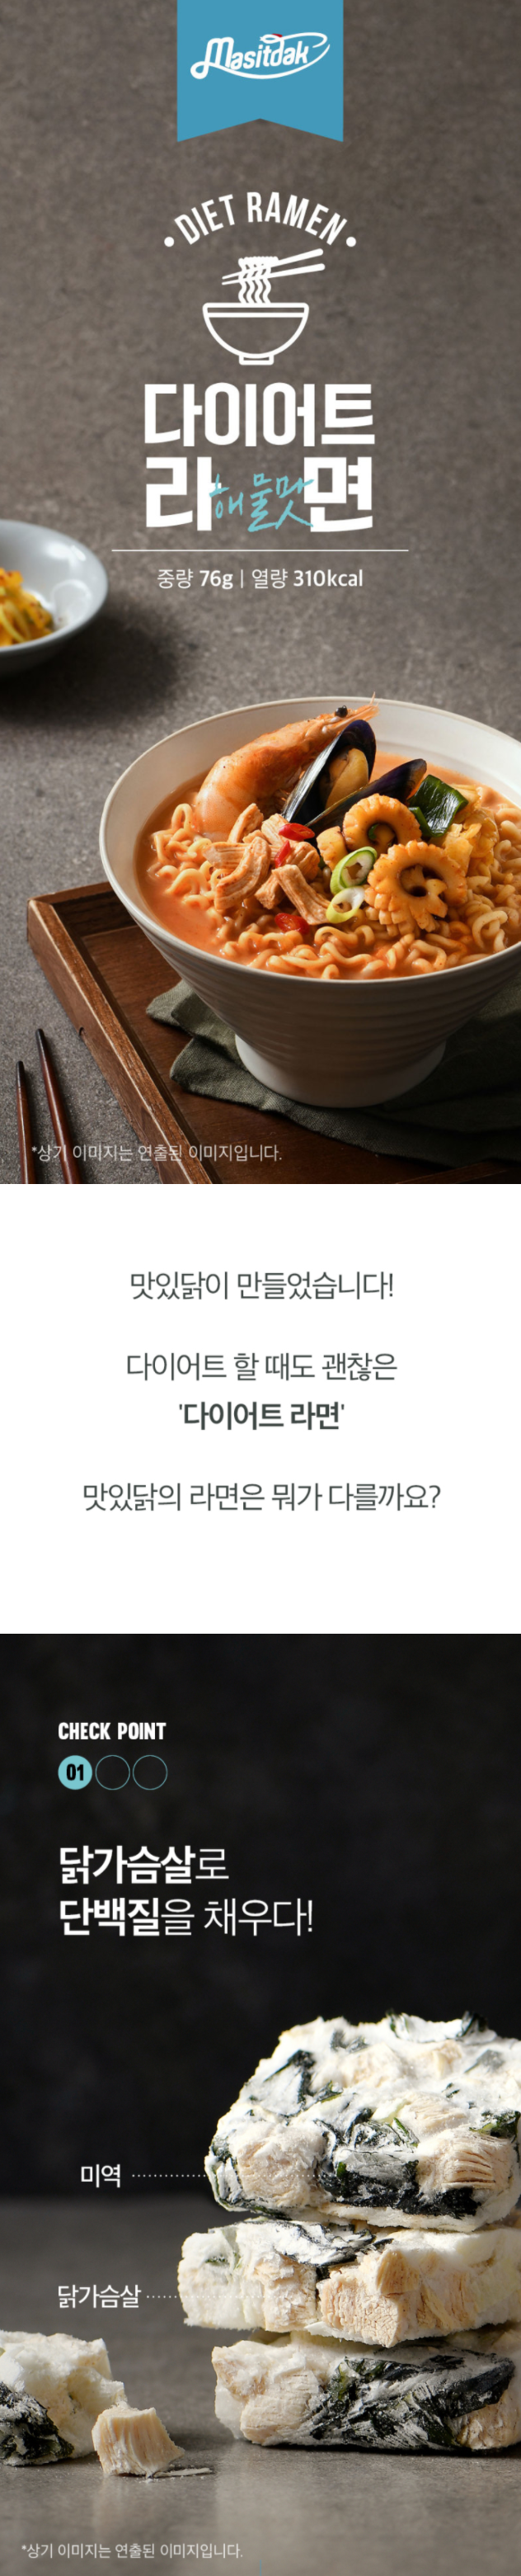 Masitdak
DIET RAMEN
다이어트
라면
해물맛
중량 76g | 열량 310kcal
*상기 이미지는 연출된 이미지입니다.
맛있닭이 만들었습니다!
다이어트 할 때도 괜찮은
'다이어트 라면'
맛있닭의 라면은 뭐가 다를까요?
CHECK POINT
01
닭가슴살로
단백질을 채우다!
미역
닭가슴살
*상기 이미지는 연출된 이미지입니다.